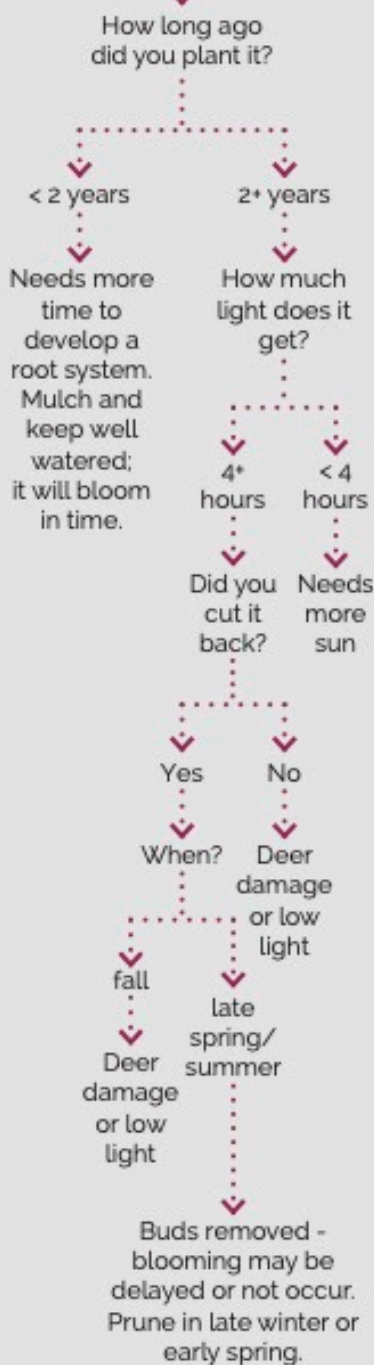 How long ago
did you plant it?
< 2 years
2+ years
Needs more
time to
develop a
root system.
Mulch and
keep well
watered;
it will bloom
in time.
How much
light does it
get?
4+
hours
< 4
hours
Did you
cut it
back?
Needs
more
sun
Yes
No
When?
Deer
damage
or low
light
fall
late
spring/
summer
Deer
damage
or low
light
Buds removed -
blooming may be
delayed or not occur.
Prune in late winter or
early spring.